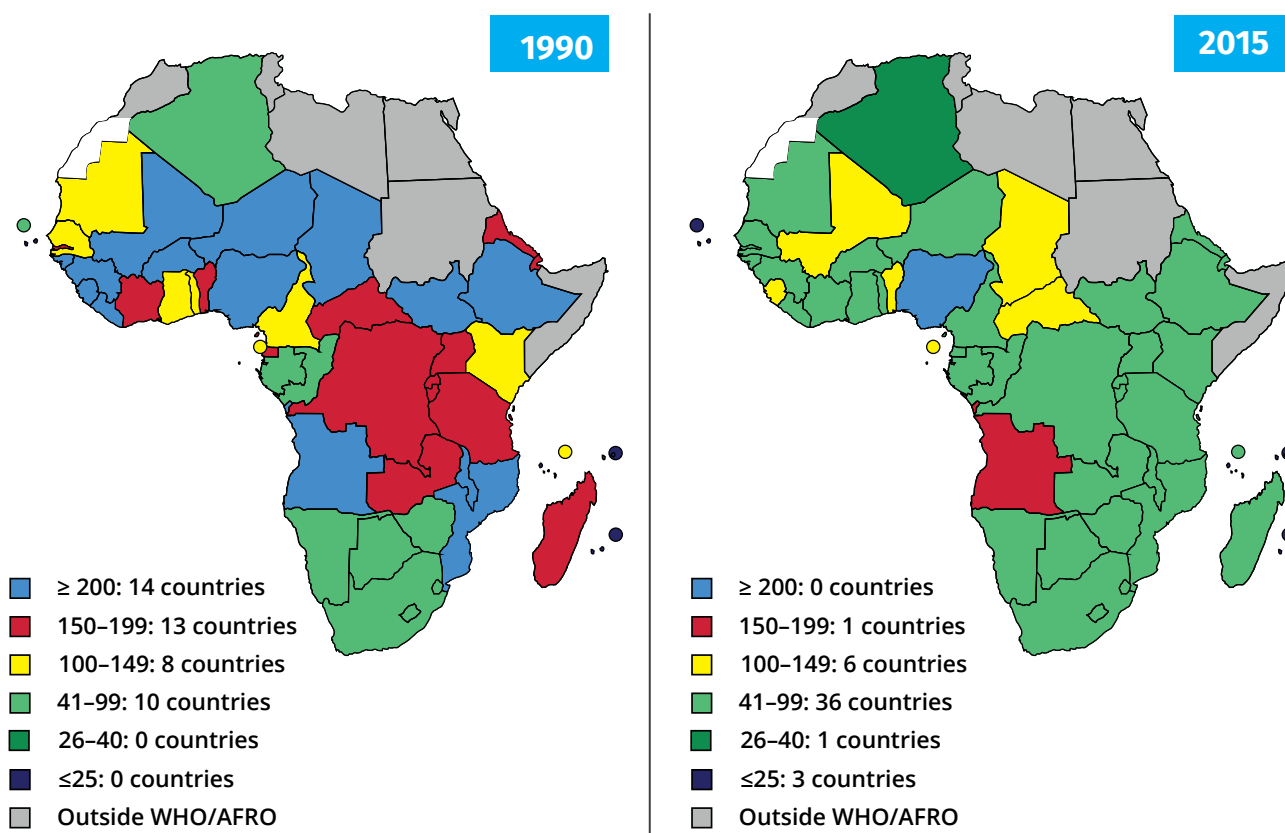 1990
≥ 200: 14 countries
150–199: 13 countries
100–149: 8 countries
41–99: 10 countries
26–40: 0 countries
≤25: 0 countries
Outside WHO/AFRO
2015
≥ 200: 0 countries
150–199: 1 countries
100–149: 6 countries
41–99: 36 countries
26–40: 1 countries
≤25: 3 countries
Outside WHO/AFRO